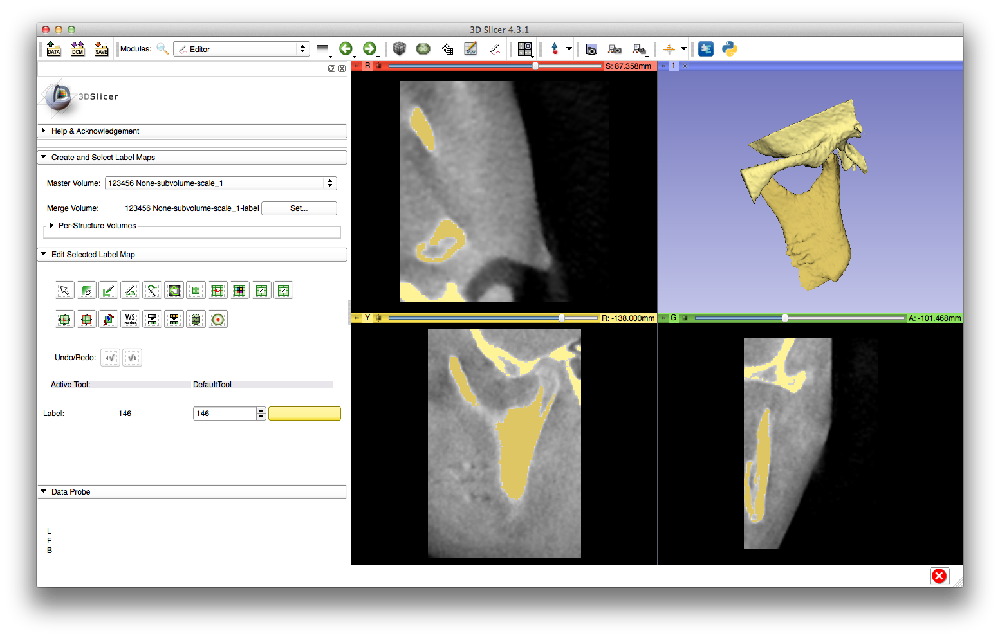 3D Slicer 4.3.1
DATA
DCM
SAVE
Modules:
Editor
3DSlicer
Help & Acknowledgement
Create and Select Label Maps
Master Volume:
123456 None-subvolume-scale_1
Merge Volume:
123456 None-subvolume-scale_1-label
Set...
Per-Structure Volumes
Edit Selected Label Map
WS
marker
Undo/Redo:
Active Tool:
DefaultTool
Label:
146
146
Data Probe
L
F
B
R
S: 87.358mm
1
Y
R: -138.000mm
G
A: -101.468mm